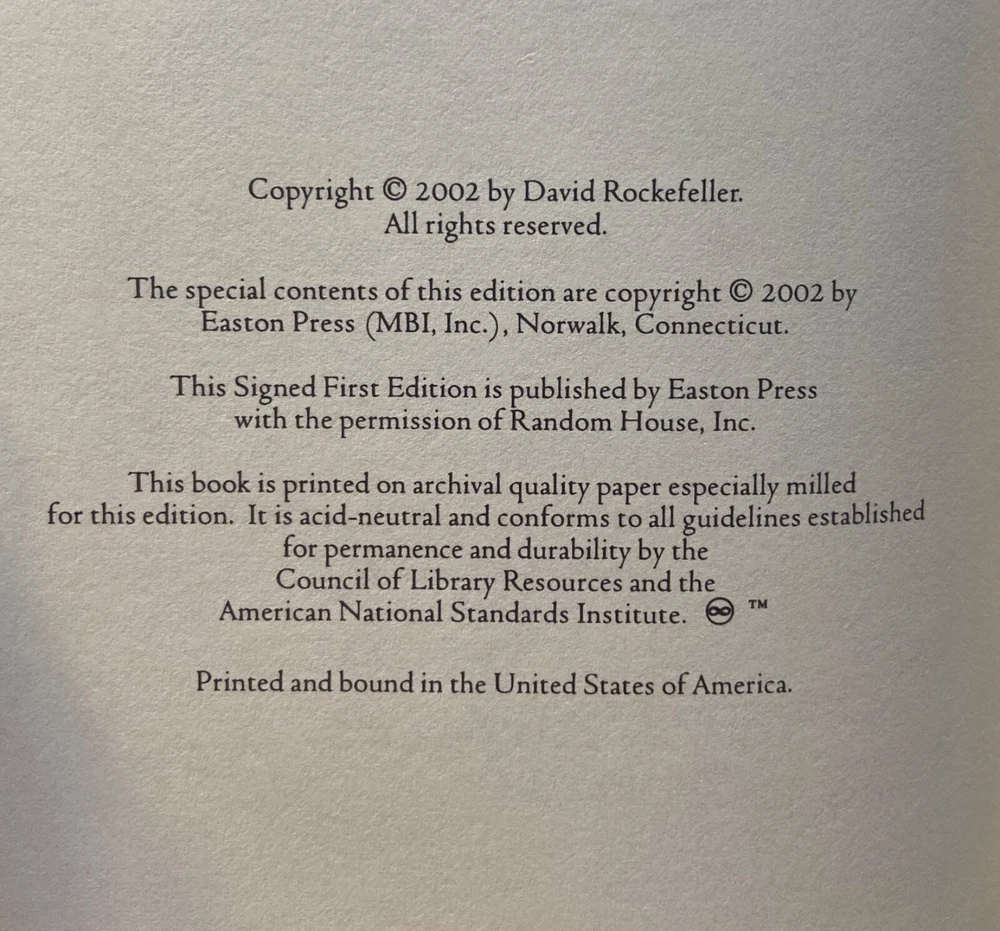 Copyright © 2002 by David Rockefeller.
All rights reserved.
The special contents of this edition are copyright © 2002 by
Easton Press (MBI, Inc.), Norwalk, Connecticut.
This Signed First Edition is published by Easton Press
with the permission of Random House, Inc.
This book is printed on archival quality paper especially milled
for this edition. It is acid-neutral and conforms to all guidelines established
for permanence and durability by the
Council of Library Resources and the
American National Standards Institute. ♾ ™
Printed and bound in the United States of America.